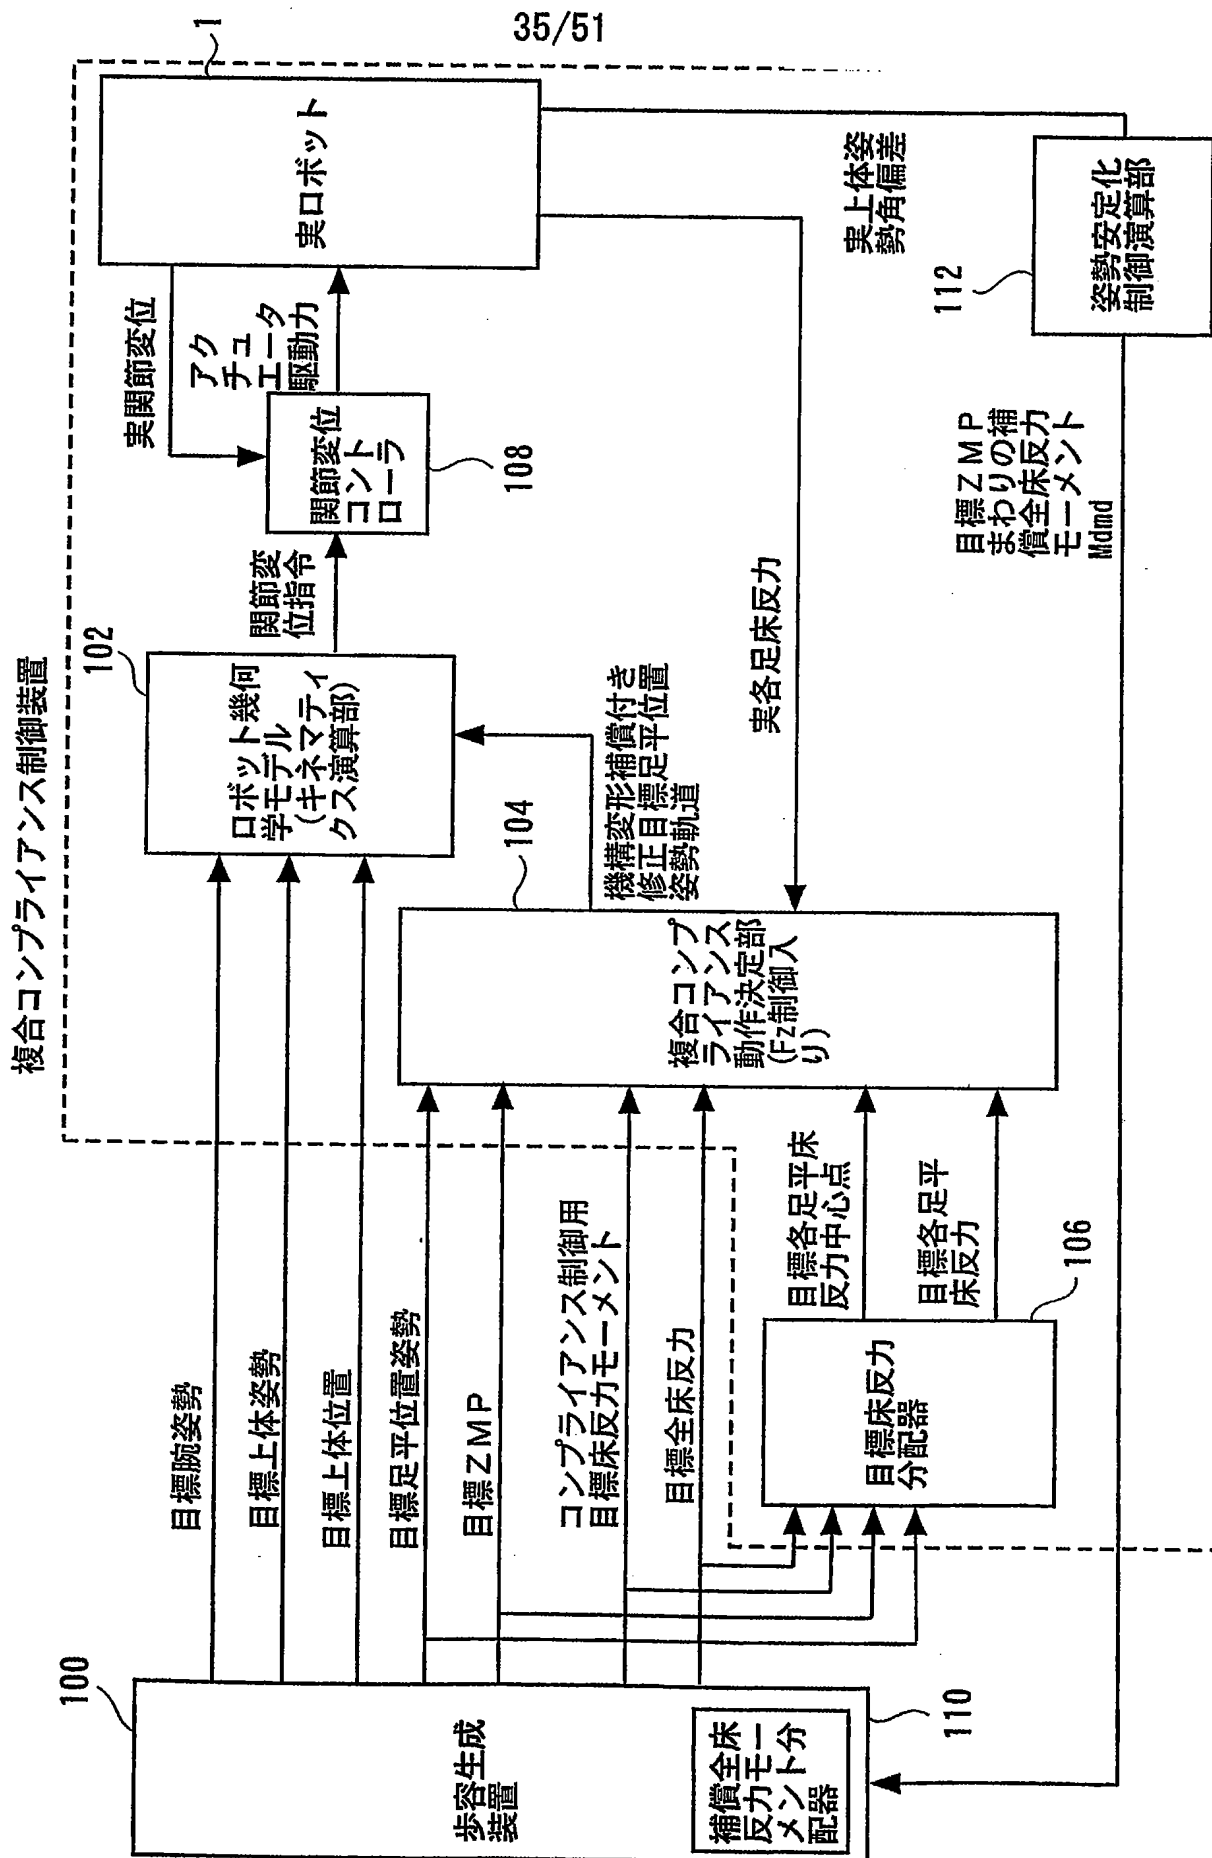 35/51
複合コンプライアンス制御装置
1
実ロボット
実関節変位
アク
チュ
エータ
駆動力
関節変位
コント
ローラ
108
関節変
位指令
102
ロボット幾何
学モデル
(キネマティ
クス演算部)
機構変形補償付き
修正目標足平位置
姿勢軌道
104
複合コンプ
ライアンス
動作決定部
(Fz制御入
り)
実各足床反力
実上体姿
勢角偏差
112
姿勢安定化
制御演算部
目標ZMP
まわりの補
償全床反力
モーメント
Mdmd
目標腕姿勢
目標上体姿勢
目標上体位置
目標足平位置姿勢
目標ZMP
コンプライアンス制御用
目標床反力モーメント
目標全床反力
目標各足平床
反力中心点
目標各足平
床反力
106
目標床反力
分配器
100
歩容生成
装置
110
補償全床
反力モー
メント分
配器